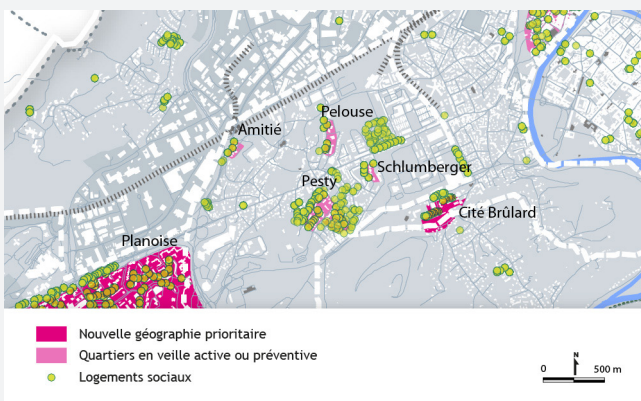 Pelouse
Amitié
Schlumberger
Pesty
Cité Brûlard
Planoise
Nouvelle géographie prioritaire
Quartiers en veille active ou préventive
Logements sociaux
N
0 500 m